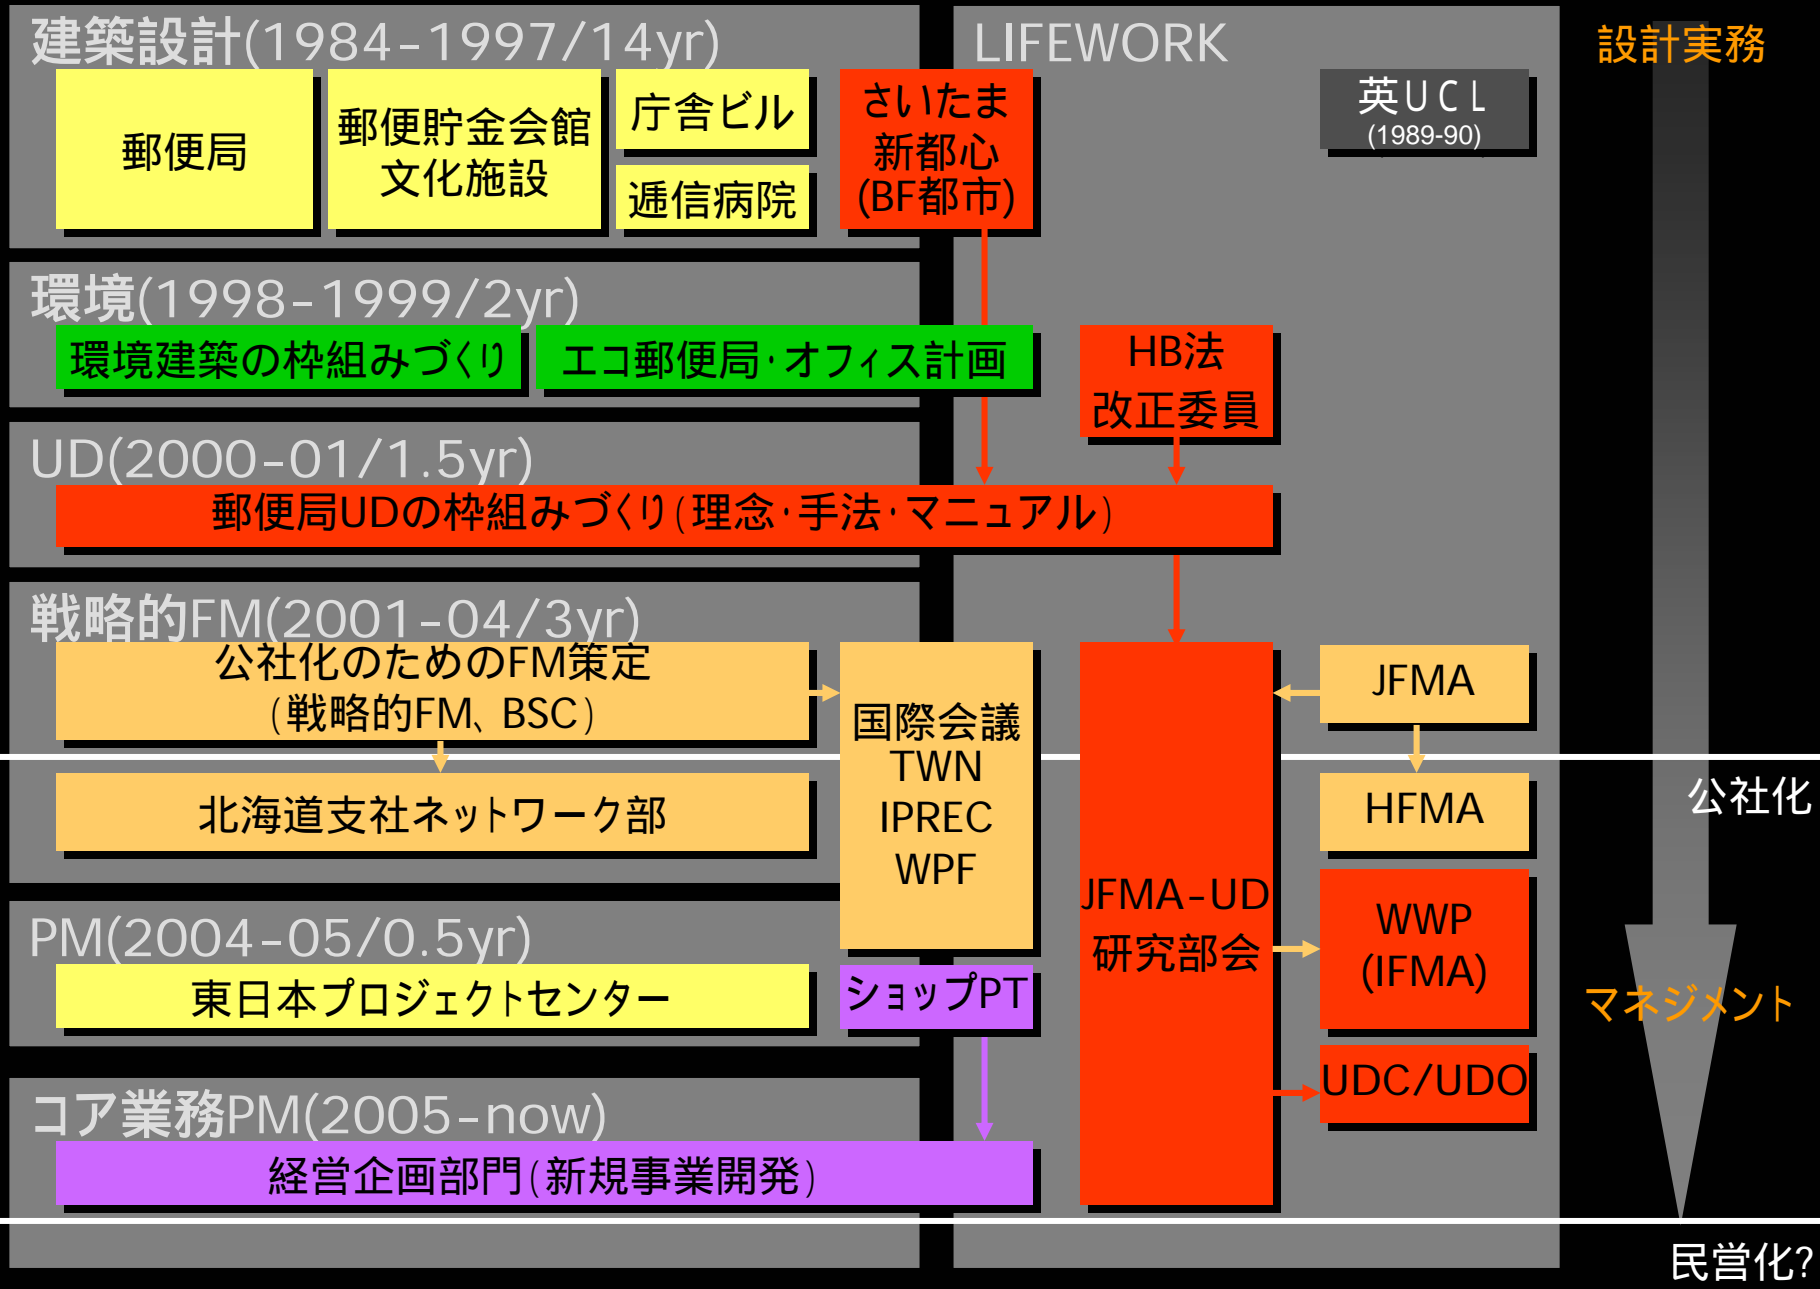 建築設計(1984-1997/14yr)
郵便局
郵便貯金会館
文化施設
庁舎ビル
逓信病院
さいたま
新都心
(BF都市)
LIFEWORK
英UCL
(1989-90)
設計実務
環境(1998-1999/2yr)
環境建築の枠組みづくり
エコ郵便局・オフィス計画
HB法
改正委員
UD(2000-01/1.5yr)
郵便局UDの枠組みづくり(理念・手法・マニュアル)
戦略的FM(2001-04/3yr)
公社化のためのFM策定
(戦略的FM、BSC)
国際会議
TWN
IPREC
WPF
JFMA
北海道支社ネットワーク部
HFMA
公社化
JFMA-UD
研究部会
WWP
(IFMA)
PM(2004-05/0.5yr)
東日本プロジェクトセンター
ショップPT
マネジメント
UDC/UDO
コア業務PM(2005-now)
経営企画部門(新規事業開発)
民営化?